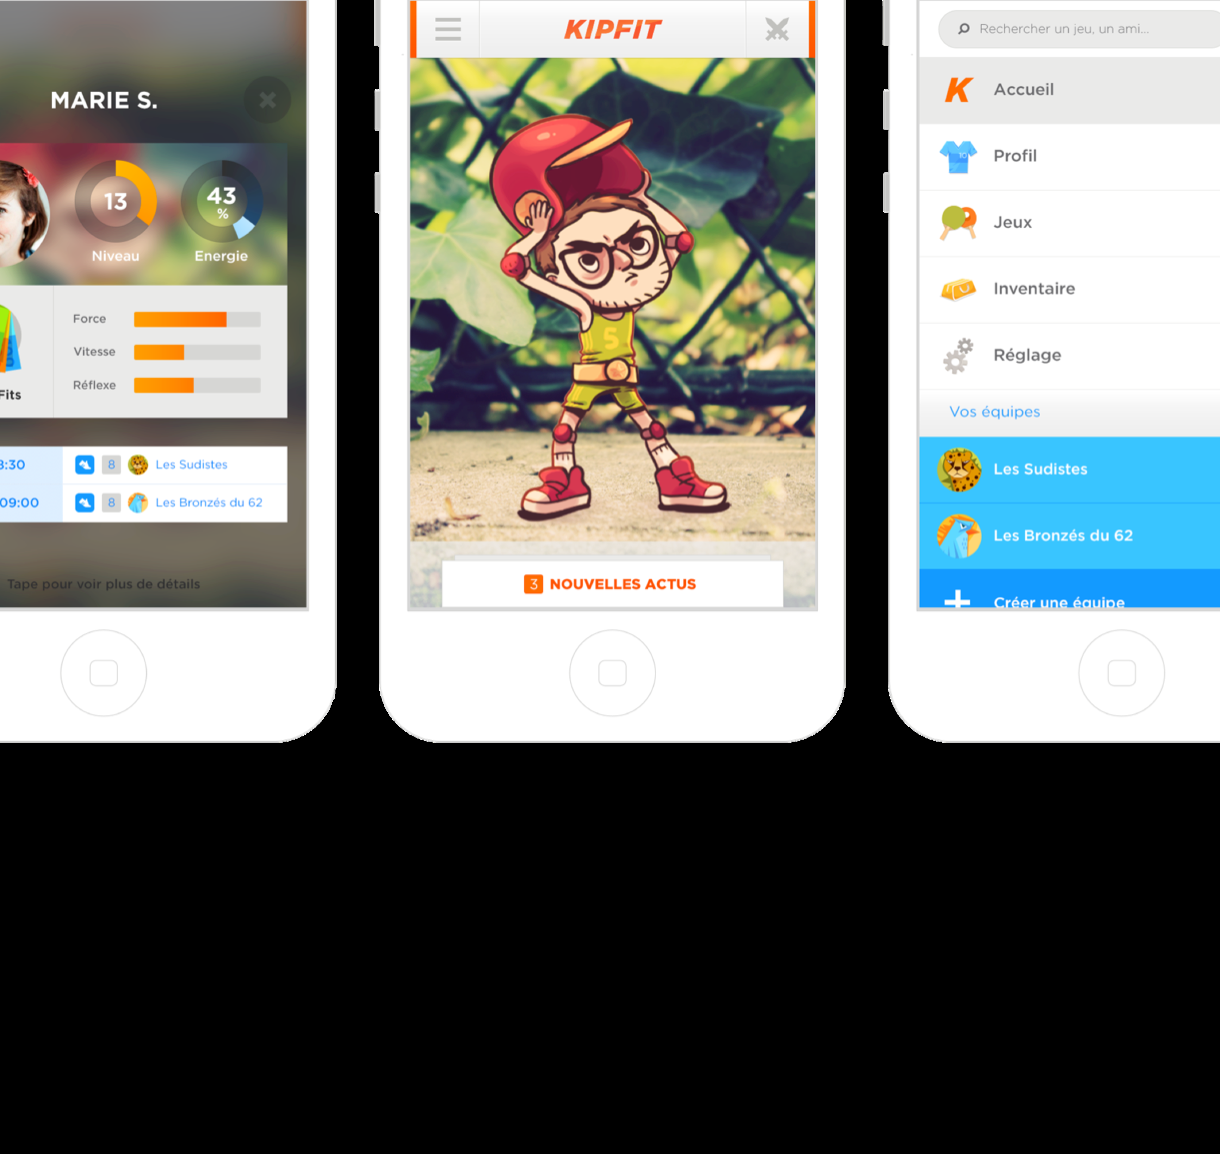 MARIE S.
13
Niveau
43
%
Energie
Force
Vitesse
Réflexe
Fits
:30
8
Les Sudistes
09:00
8
Les Bronzés du 62
Tape pour voir plus de détails
KIPFIT
5
3 NOUVELLES ACTUS
Rechercher un jeu, un ami...
K Accueil
10
Profil
Jeux
Inventaire
Réglage
Vos équipes
Les Sudistes
Les Bronzés du 62
Créer une équipe